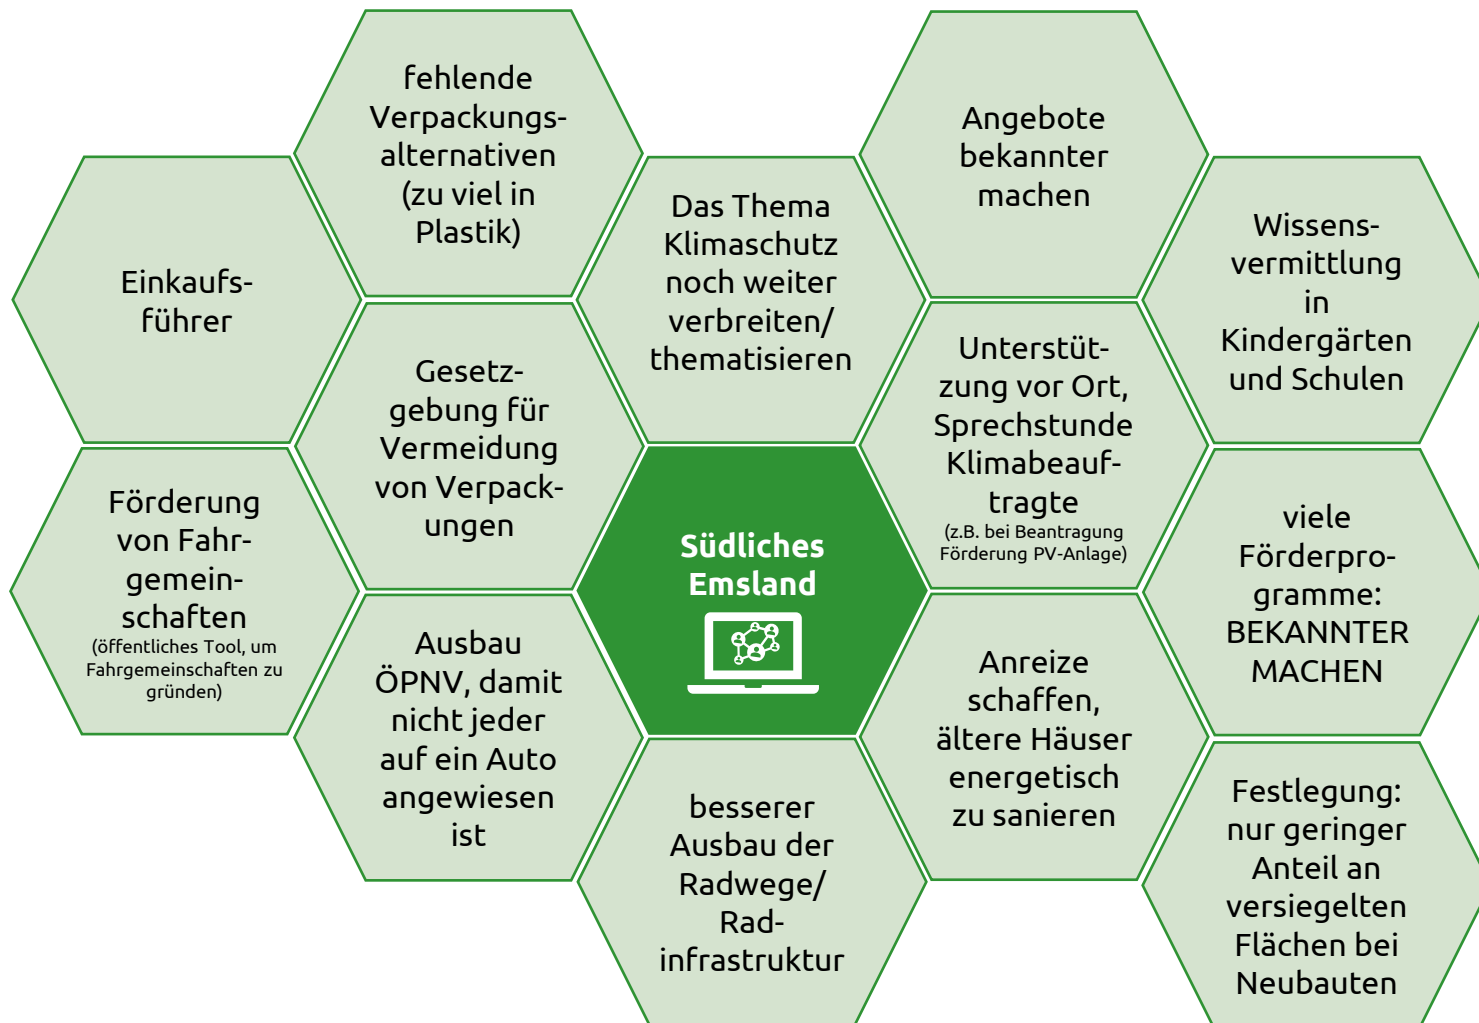 fehlende
Verpackungs-
alternativen
(zu viel in
Plastik)
Angebote
bekannter
machen
Einkaufs-
führer
Das Thema
Klimaschutz
noch weiter
verbreiten/
thematisieren
Wissens-
vermittlung
in
Kindergärten
und Schulen
Gesetz-
gebung für
Vermeidung
von Verpack-
ungen
Unterstüt-
zung vor Ort,
Sprechstunde
Klimabeauf-
tragte
(z.B. bei Beantragung
Förderung PV-Anlage)
Förderung
von Fahr-
gemein-
schaften
(öffentliches Tool, um
Fahrgemeinschaften zu
gründen)
Südliches
Emsland
viele
Förderpro-
gramme:
BEKANNTER
MACHEN
Ausbau
ÖPNV, damit
nicht jeder
auf ein Auto
angewiesen
ist
Anreize
schaffen,
ältere Häuser
energetisch
zu sanieren
besserer
Ausbau der
Radwege/
Rad-
infrastruktur
Festlegung:
nur geringer
Anteil an
versiegelten
Flächen bei
Neubauten